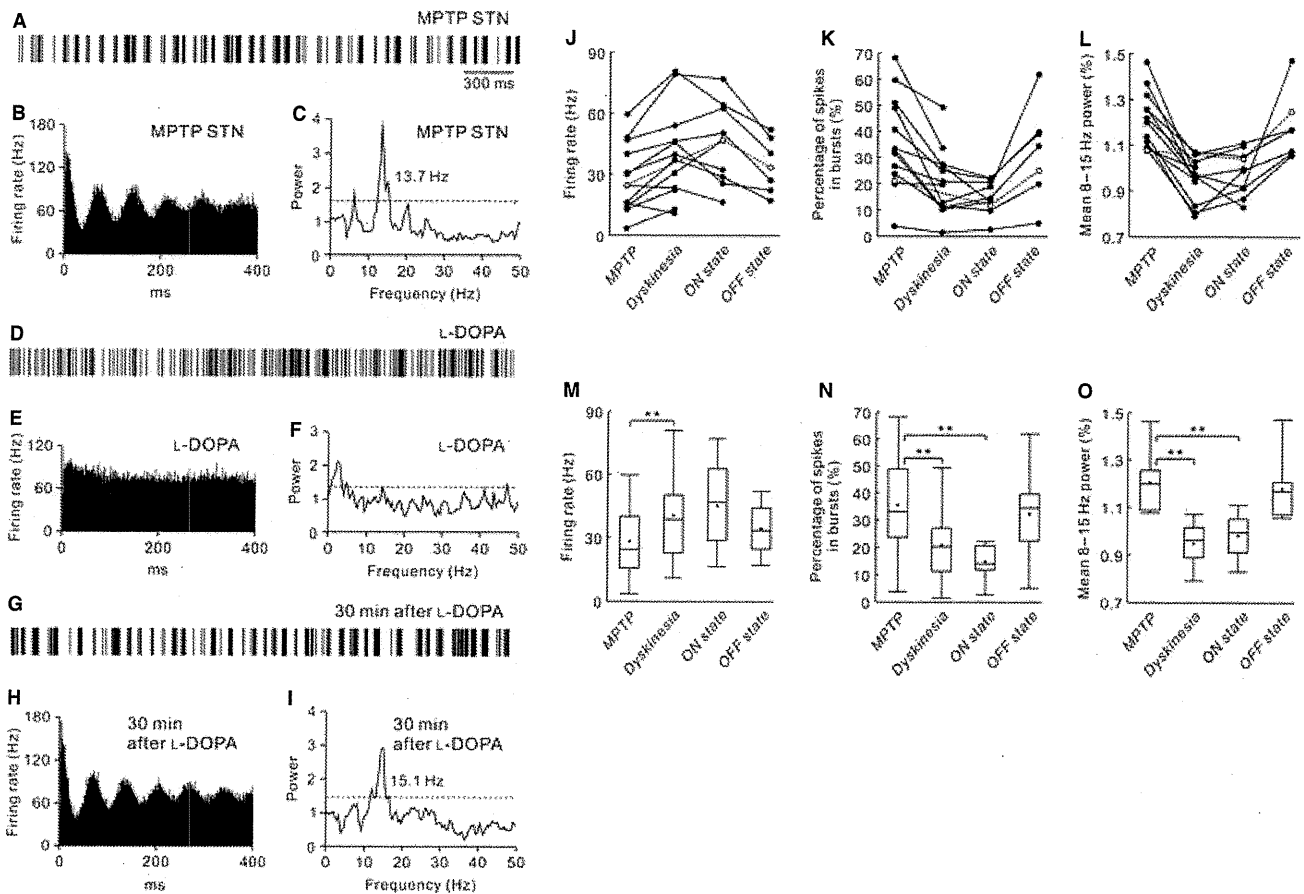 A
MPTP STN
300 ms
B
MPTP STN
Firing rate (Hz)
180
120
60
0
0
200
400
ms
C
MPTP STN
13.7 Hz
Power
4
3
2
1
0
0 10 20 30 40 50
Frequency (Hz)
D
L-DOPA
E
L-DOPA
Firing rate (Hz)
120
60
0
0
200
400
ms
F
L-DOPA
Power
3
2
1
0
0 10 20 30 40 50
Frequency (Hz)
G
30 min after L-DOPA
H
30 min
after L-DOPA
Firing rate (Hz)
180
120
60
0
0
200
400
ms
I
30 min
after L-DOPA
15.1 Hz
Power
4
3
2
1
0
0 10 20 30 40 50
Frequency (Hz)
J
Firing rate (Hz)
90
60
30
0
MPTP
Dyskinesia
ON state
OFF state
K
Percentage of spikes
in bursts (%)
70
60
50
40
30
20
10
0
MPTP
Dyskinesia
ON state
OFF state
L
Mean 8–15 Hz power (%)
1.5
1.3
1.1
0.9
0.7
MPTP
Dyskinesia
ON state
OFF state
M
**
Firing rate (Hz)
90
60
30
0
MPTP
Dyskinesia
ON state
OFF state
N
**
**
Percentage of spikes
in bursts (%)
70
60
50
40
30
20
10
0
MPTP
Dyskinesia
ON state
OFF state
O
**
**
Mean 8–15 Hz power (%)
1.5
1.3
1.1
0.9
0.7
MPTP
Dyskinesia
ON state
OFF state